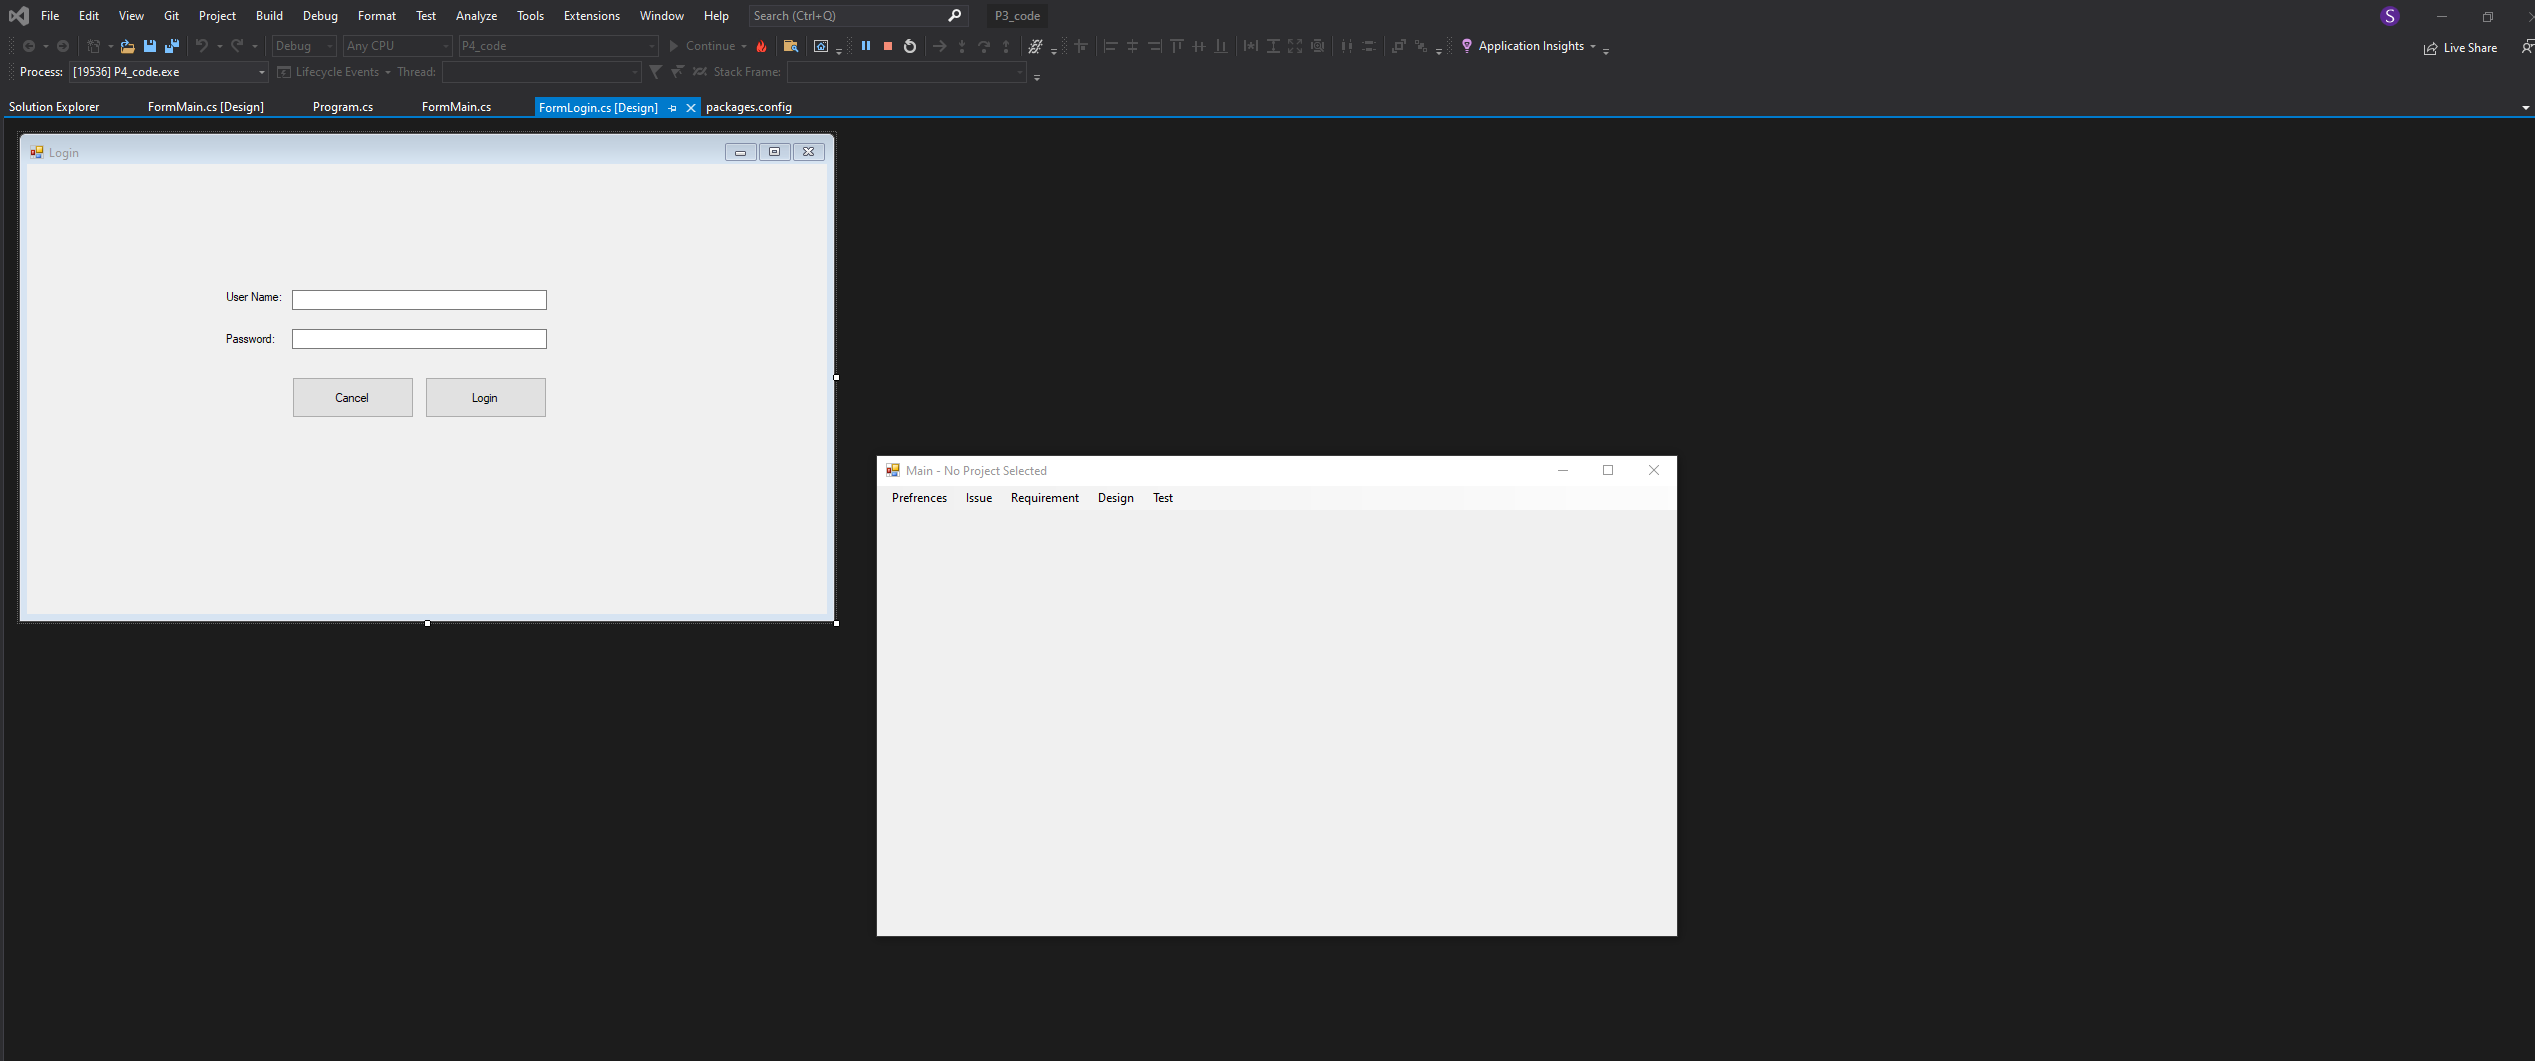 File Edit View Git Project Build Debug Format Test Analyze Tools Extensions Window Help Search (Ctrl+Q) P3_code S
Debug Any CPU P4_code Continue Application Insights Live Share
Process: [19536] P4_code.exe Lifecycle Events Thread: Stack Frame:
Solution Explorer FormMain.cs [Design] Program.cs FormMain.cs FormLogin.cs [Design] packages.config
Login
User Name:
Password:
Cancel Login
Main - No Project Selected
Prefrences Issue Requirement Design Test